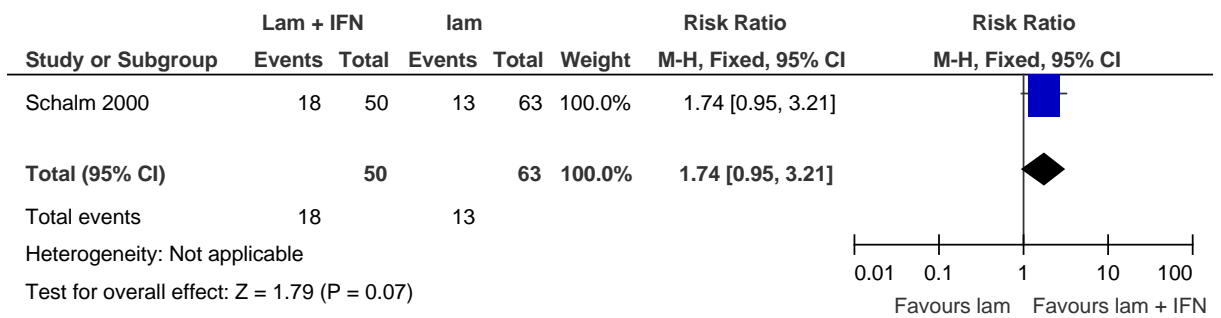 Lam + IFN lam Risk Ratio Risk Ratio
Study or Subgroup Events Total Events Total Weight M-H, Fixed, 95% CI M-H, Fixed, 95% CI
Schalm 2000 18 50 13 63 100.0% 1.74 [0.95, 3.21]
Total (95% CI) 50 63 100.0% 1.74 [0.95, 3.21]
Total events 18 13
Heterogeneity: Not applicable
Test for overall effect: Z = 1.79 (P = 0.07)
0.01 0.1 1 10 100
Favours lam Favours lam + IFN